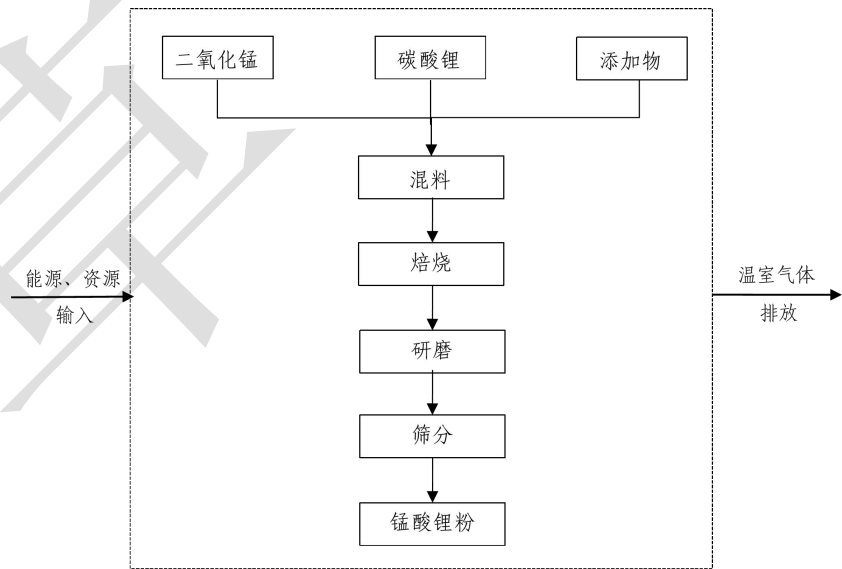 二氧化锰
碳酸锂
添加物
混料
焙烧
能源、资源
输入
温室气体
排放
研磨
筛分
锰酸锂粉